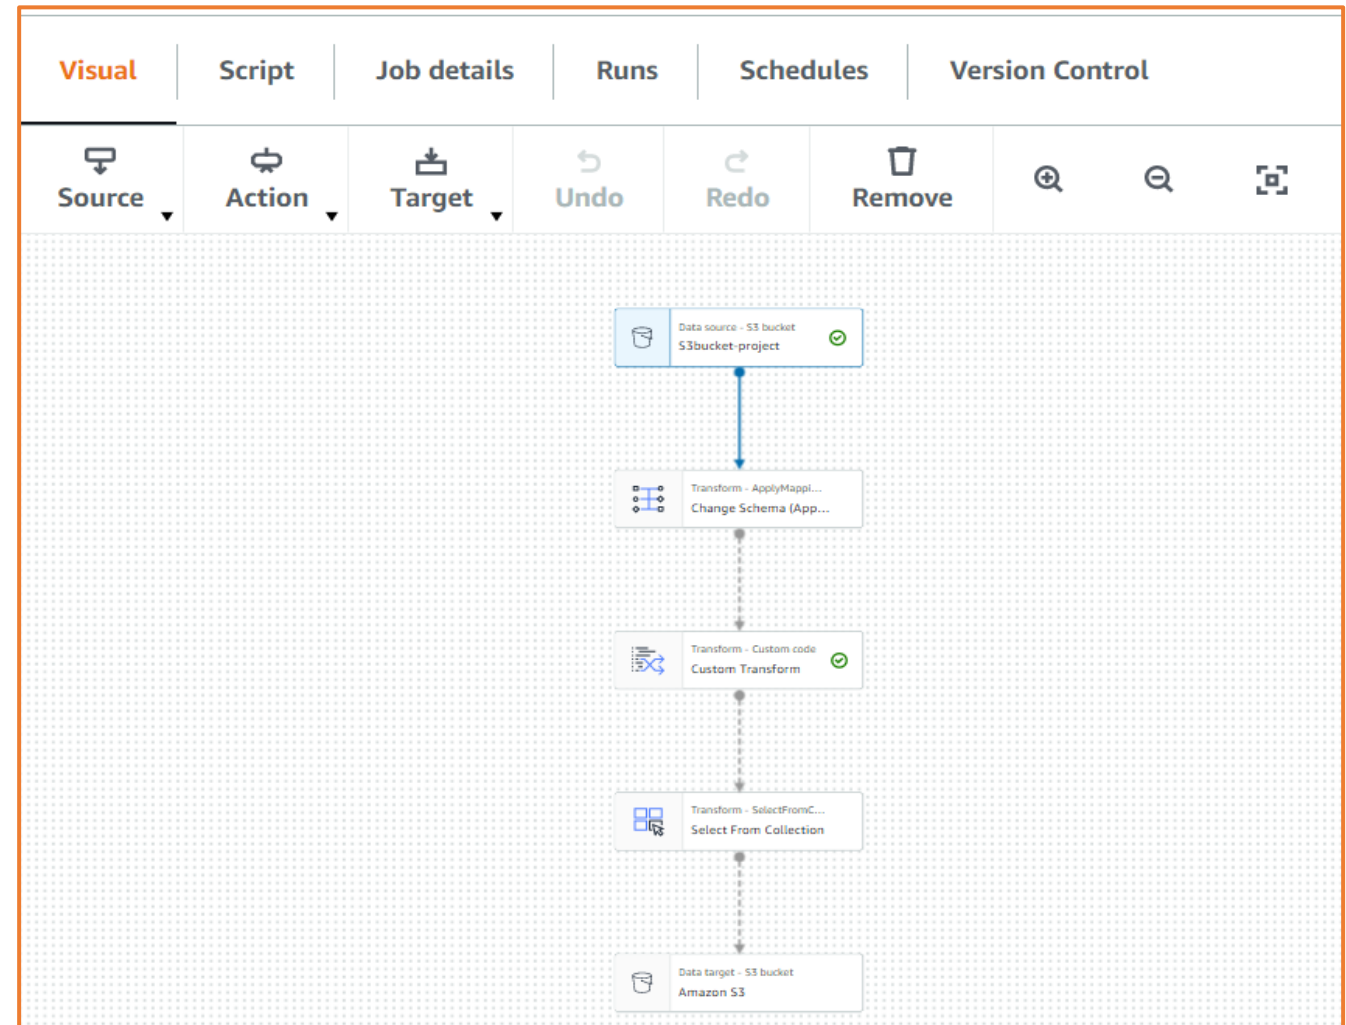 Visual
Script
Job details
Runs
Schedules
Version Control
Source
Action
Target
Undo
Redo
Remove
Data source - S3 bucket
S3bucket-project
Transform - ApplyMappi...
Change Schema (App...
Transform - Custom code
Custom Transform
Transform - SelectFromC...
Select From Collection
Data target - S3 bucket
Amazon S3